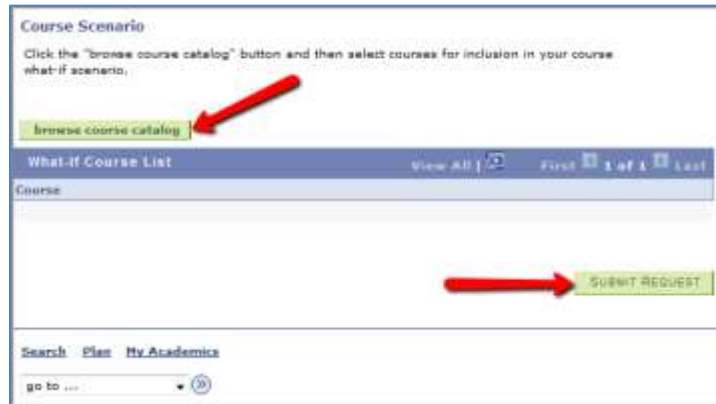 Course Scenario
Click the "browse course catalog" button and then select courses for inclusion in your course
what-if scenario.
browse course catalog
What-If Course List View All | First 1 of 1 Last
Course
SUBMIT REQUEST
Search Plan My Academics
go to ...